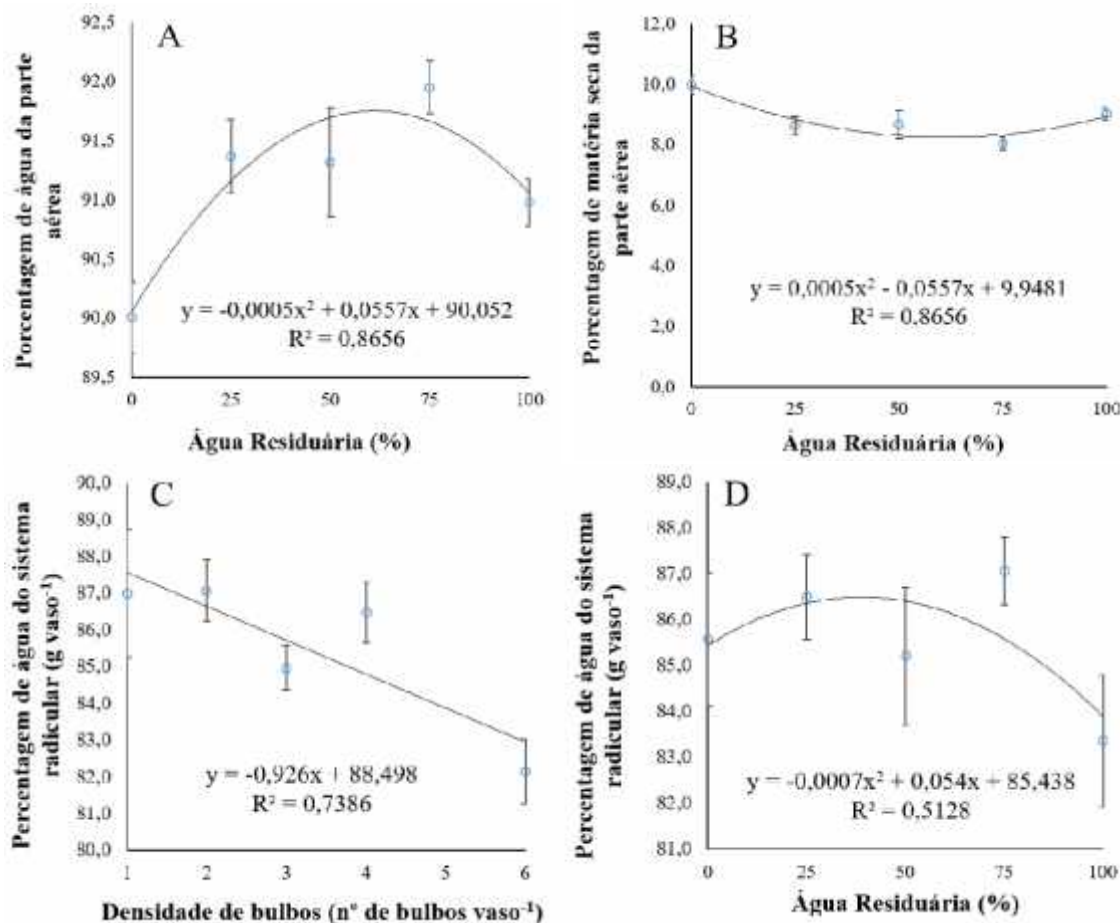 A
Porcentagem de água da parte
aérea
92,5
92,0
91,5
91,0
90,5
90,0
89,5
y = -0,0005x² + 0,0557x + 90,052
R² = 0,8656
0 25 50 75 100
Água Residuária (%)
B
Porcentagem de matéria seca da
parte aérea
12,0
10,0
8,0
6,0
4,0
2,0
0,0
y = 0,0005x² - 0,0557x + 9,9481
R² = 0,8656
0 25 50 75 100
Água Residuária (%)
C
Percentagem de água do sistema
radicular (g vaso⁻¹)
90,0
89,0
88,0
87,0
86,0
85,0
84,0
83,0
82,0
81,0
80,0
y = -0,926x + 88,498
R² = 0,7386
1 2 3 4 5 6
Densidade de bulbos (nº de bulbos vaso⁻¹)
D
Percentagem de água do sistema
radicular (g vaso⁻¹)
89,0
88,0
87,0
86,0
85,0
84,0
83,0
82,0
81,0
y = -0,0007x² + 0,054x + 85,438
R² = 0,5128
0 25 50 75 100
Água Residuária (%)